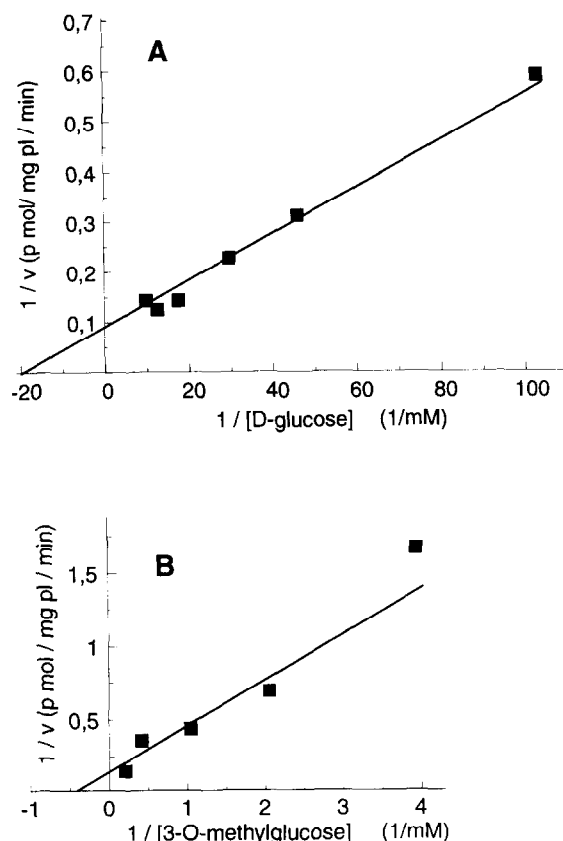 A
0,7
0,6
0,5
0,3
0,2
0,1
1 / v (p mol/ mg pl / min)
-20 0 20 40 60 80 100
1 / [D-glucose] (1/mM)
B
1,5
1
0,5
1 / v (p mol / mg pl / min)
-1 0 1 2 3 4
1 / [3-O-methylglucose] (1/mM)